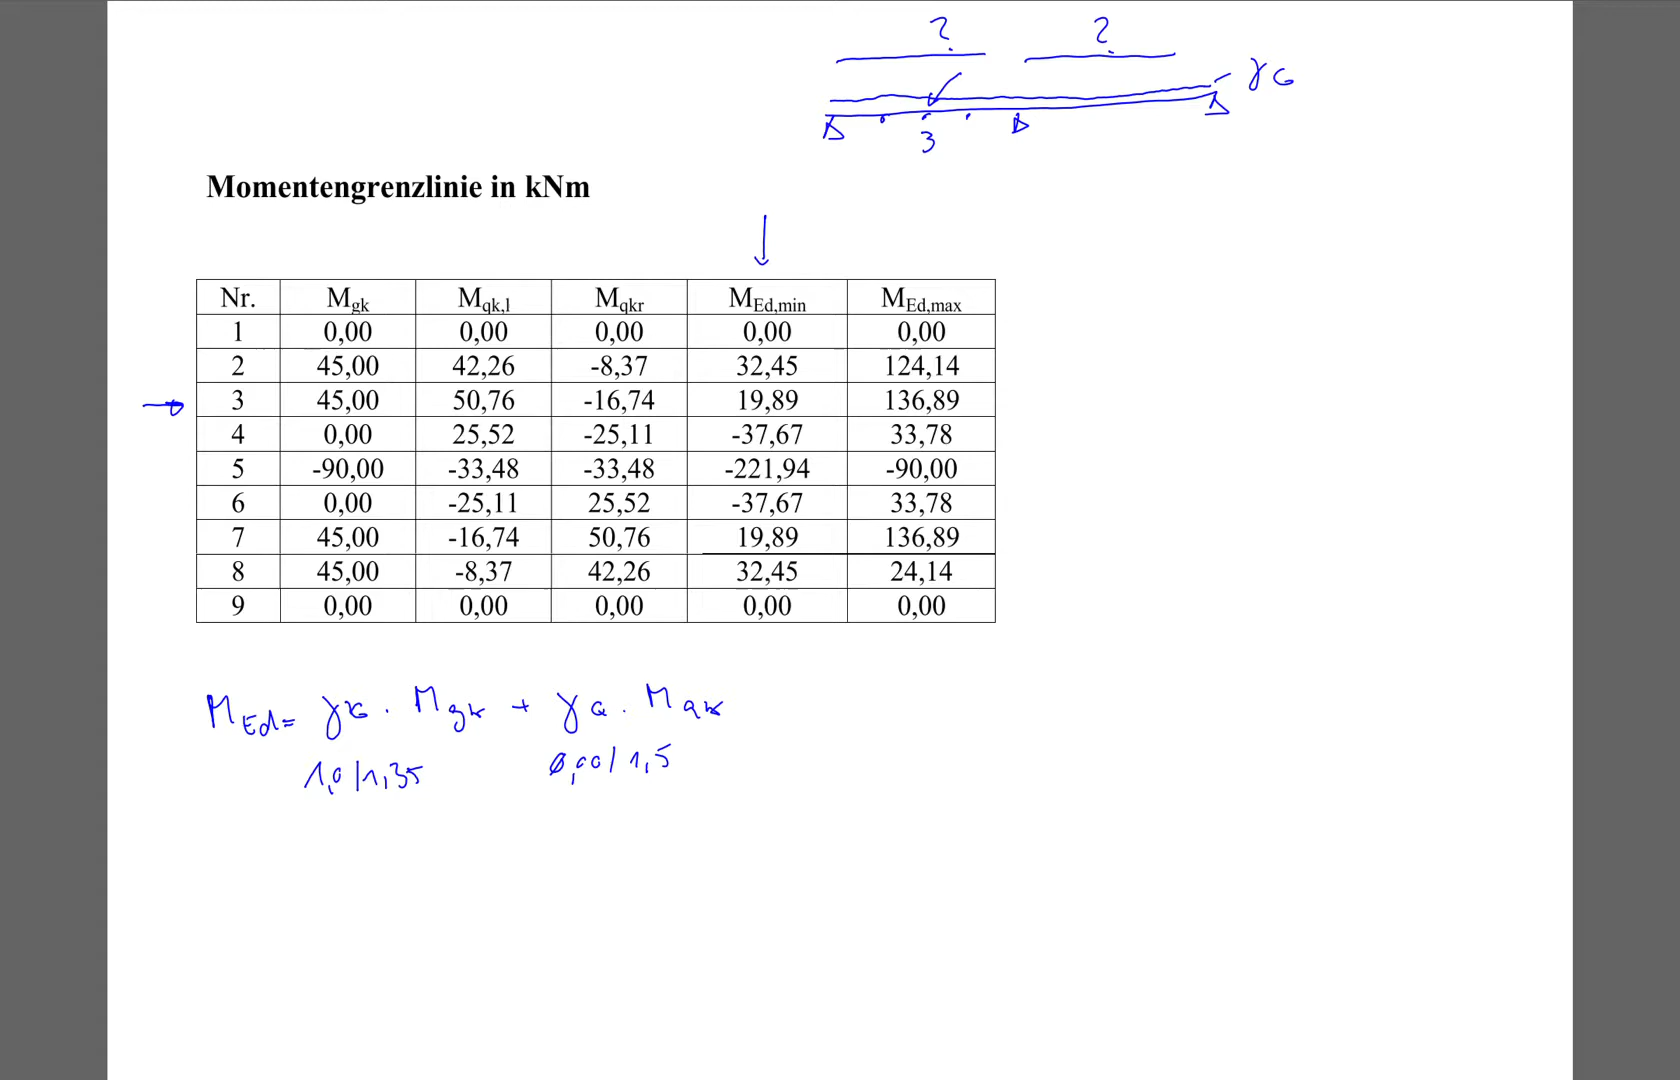 ? ?
γG
3
Momentengrenzlinie in kNm
Nr. Mgk Mqk,l Mqkr MEd,min MEd,max
1 0,00 0,00 0,00 0,00 0,00
2 45,00 42,26 -8,37 32,45 124,14
3 45,00 50,76 -16,74 19,89 136,89
4 0,00 25,52 -25,11 -37,67 33,78
5 -90,00 -33,48 -33,48 -221,94 -90,00
6 0,00 -25,11 25,52 -37,67 33,78
7 45,00 -16,74 50,76 19,89 136,89
8 45,00 -8,37 42,26 32,45 24,14
9 0,00 0,00 0,00 0,00 0,00
MEd= γG · Mgk + γQ · MQk
1,0/1,35 0,00/1,5